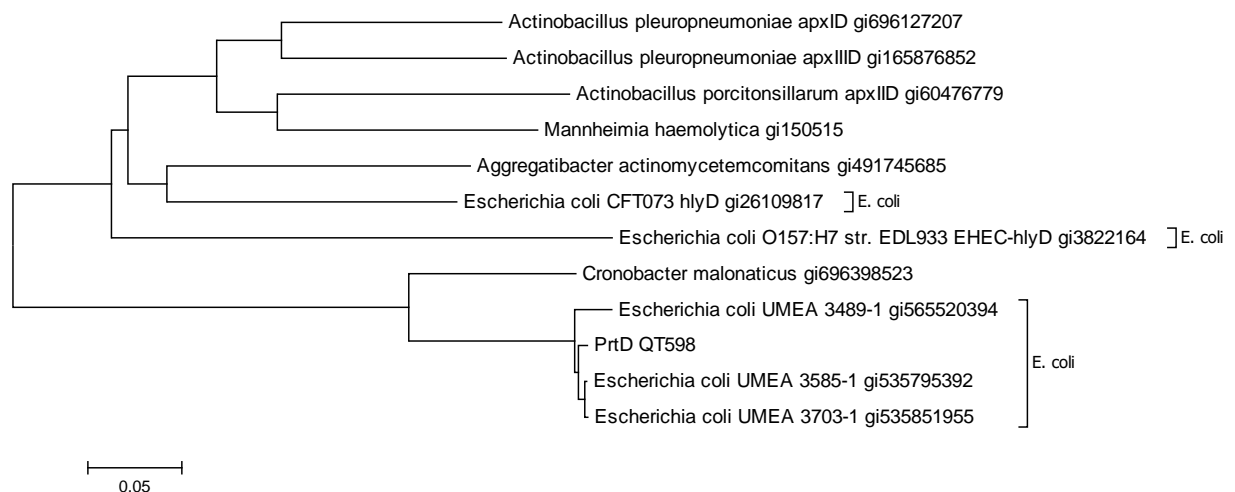 Actinobacillus pleuropneumoniae apxID gi696127207
Actinobacillus pleuropneumoniae apxIIID gi165876852
Actinobacillus porcitonsillarum apxIID gi60476779
Mannheimia haemolytica gi150515
Aggregatibacter actinomycetemcomitans gi491745685
Escherichia coli CFT073 hlyD gi26109817 E. coli
Escherichia coli O157:H7 str. EDL933 EHEC-hlyD gi3822164 E. coli
Cronobacter malonaticus gi696398523
Escherichia coli UMEA 3489-1 gi565520394
PrtD QT598
E. coli
Escherichia coli UMEA 3585-1 gi535795392
Escherichia coli UMEA 3703-1 gi535851955
0.05